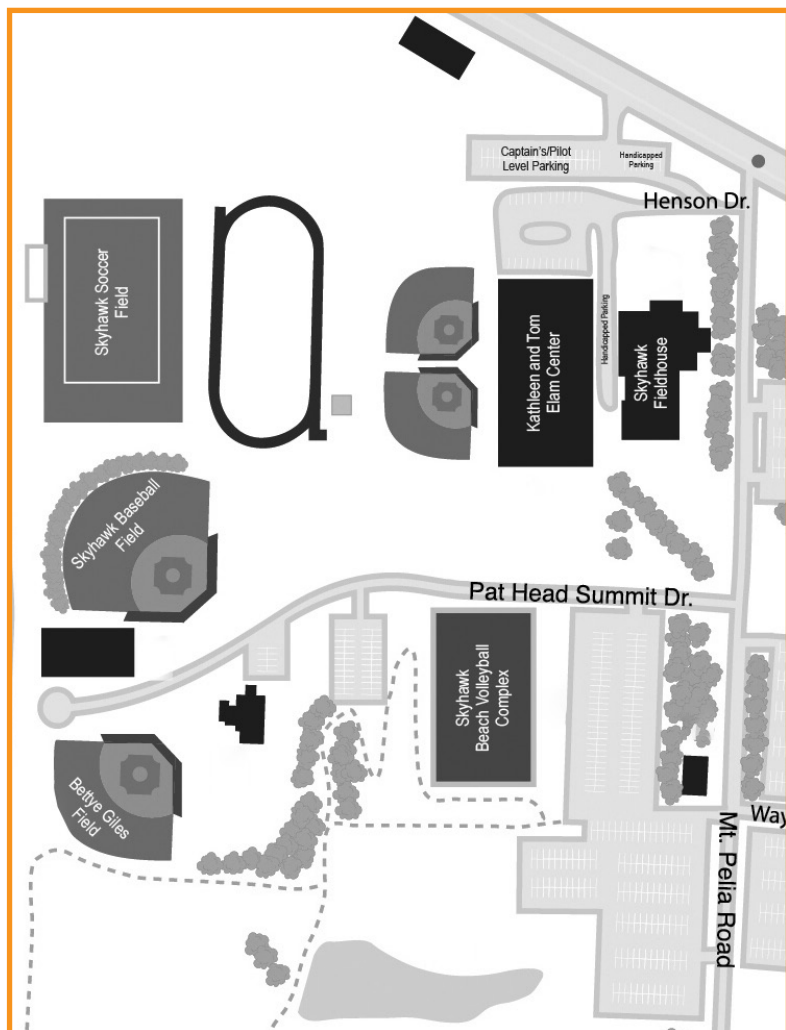 Captain's/Pilot
Level Parking
Handicapped
Parking
Henson Dr.
Skyhawk Soccer
Field
Handicapped Parking
Kathleen and Tom
Elam Center
Skyhawk
Fieldhouse
Skyhawk Baseball
Field
Pat Head Summit Dr.
Skyhawk
Beach Volleyball
Complex
Bettye Giles
Field
Way
Mt. Pelia Road